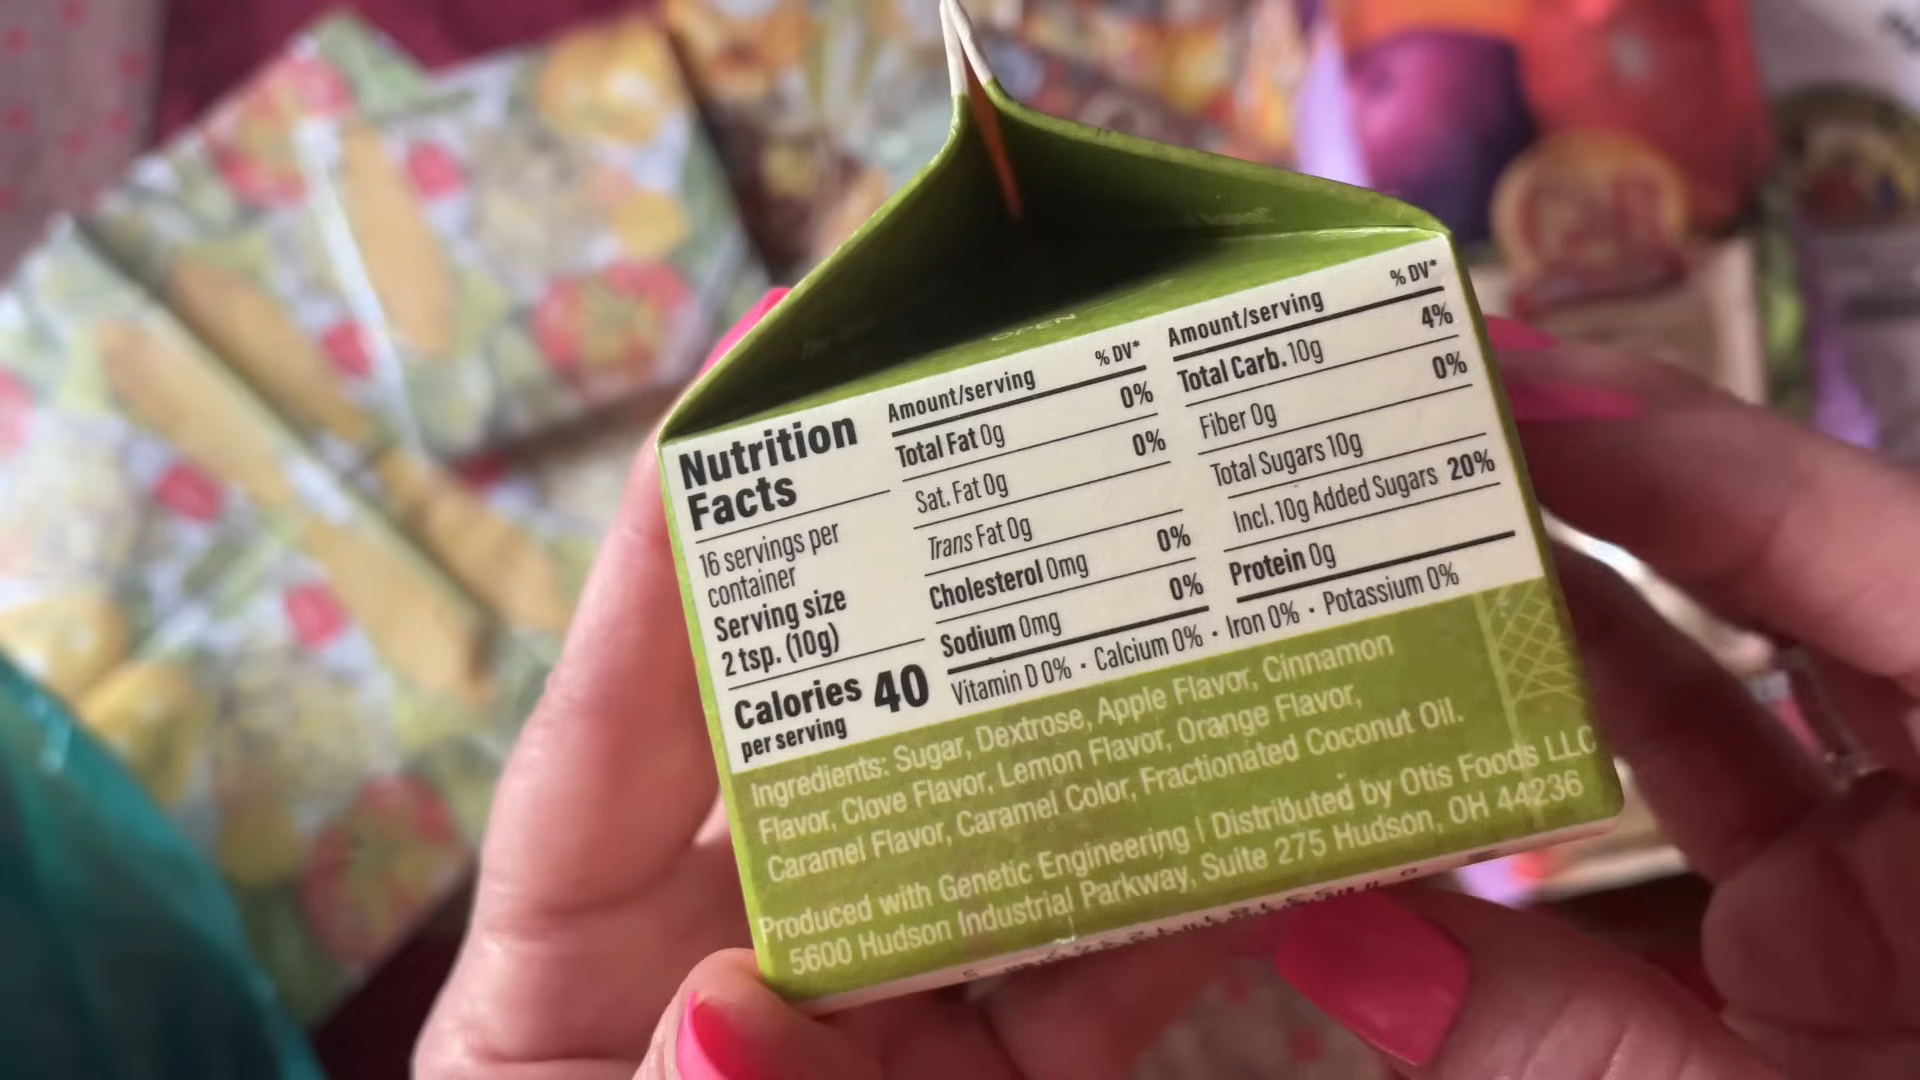 OPEN
Nutrition
Facts
16 servings per
container
Serving size
2 tsp. (10g)
Calories 40
per serving
Amount/serving % DV*
Total Fat 0g 0%
Sat. Fat 0g 0%
Trans Fat 0g
Cholesterol 0mg 0%
Sodium 0mg 0%
Amount/serving % DV*
Total Carb. 10g 4%
Fiber 0g 0%
Total Sugars 10g
Incl. 10g Added Sugars 20%
Protein 0g
Vitamin D 0% · Calcium 0% · Iron 0% · Potassium 0%
Ingredients: Sugar, Dextrose, Apple Flavor, Cinnamon
Flavor, Clove Flavor, Lemon Flavor, Orange Flavor,
Caramel Flavor, Caramel Color, Fractionated Coconut Oil.
Produced with Genetic Engineering | Distributed by Otis Foods LLC
5600 Hudson Industrial Parkway, Suite 275 Hudson, OH 44236